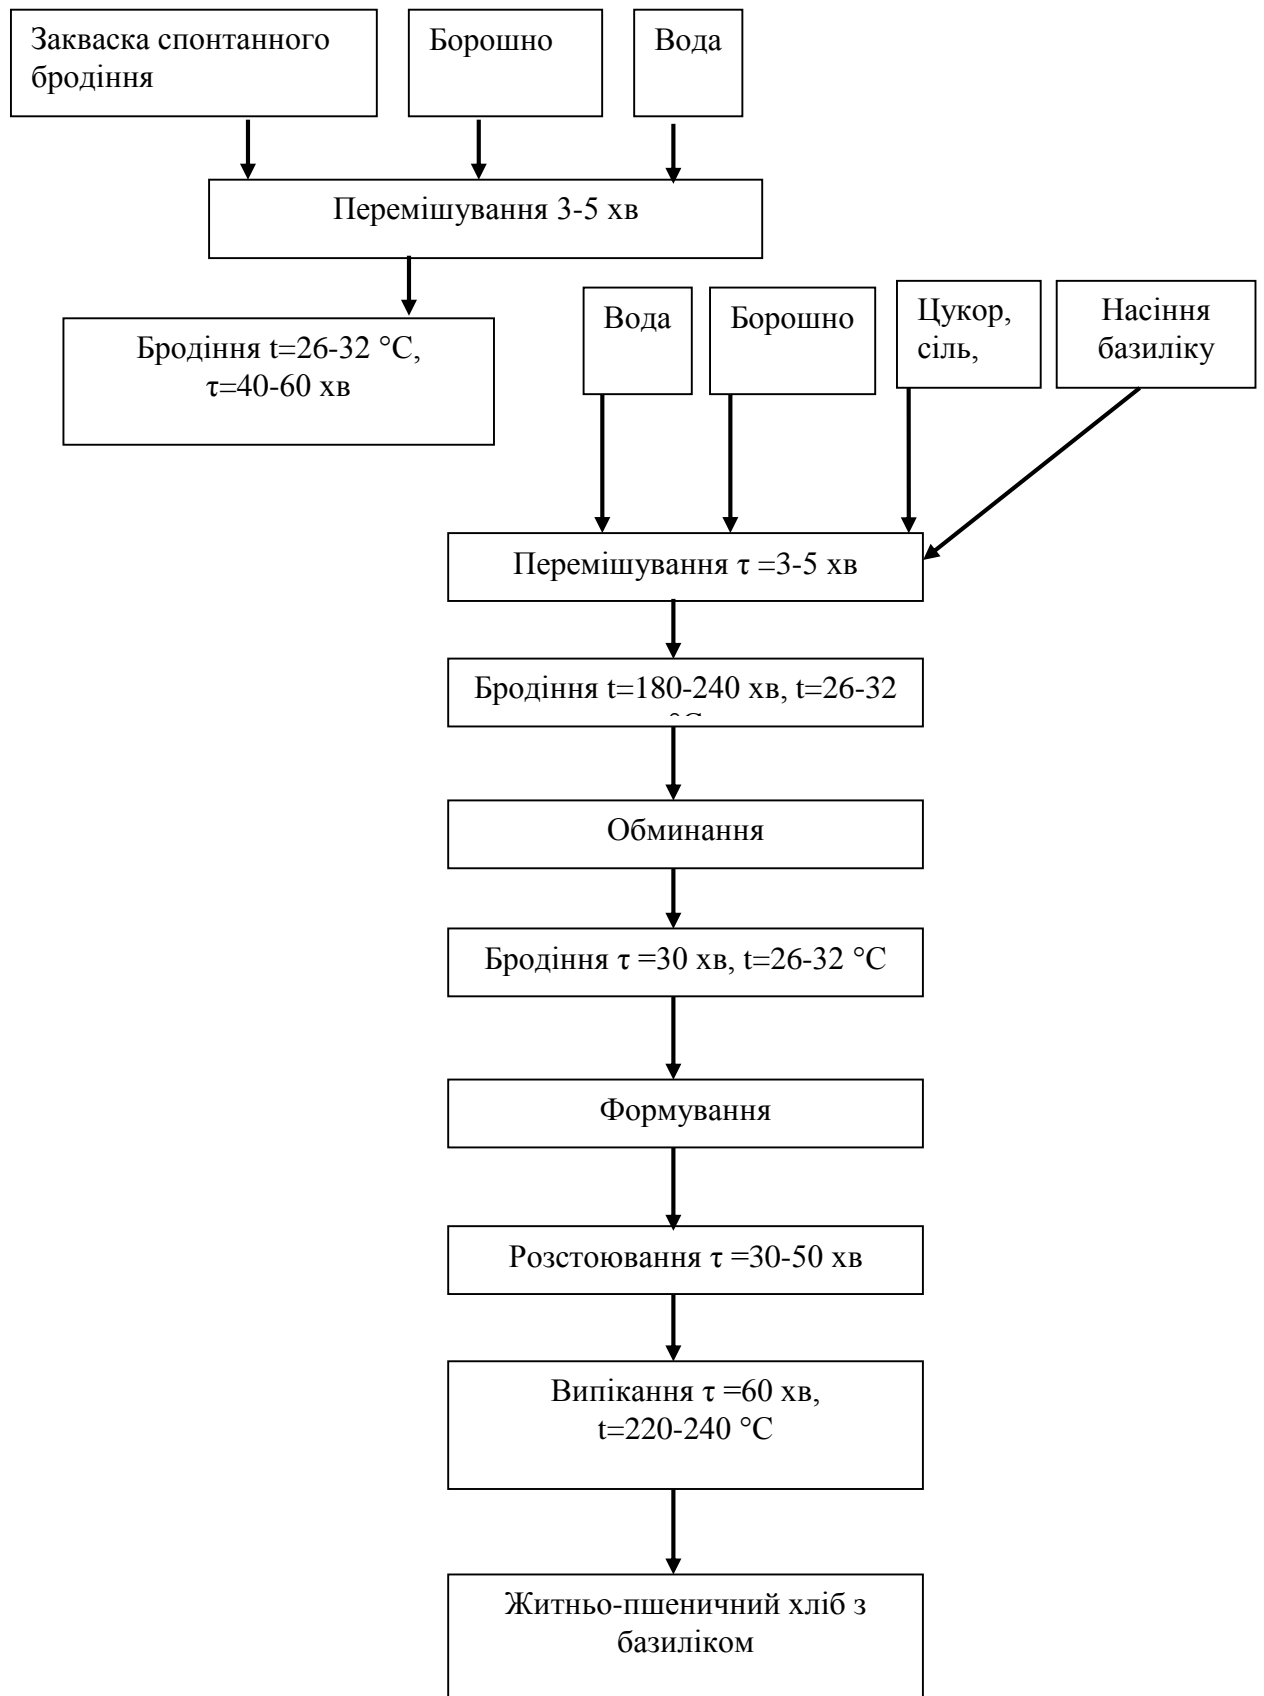 Закваска спонтанного
бродіння
Борошно
Вода
Перемішування 3-5 хв
Бродіння t=26-32 °С,
τ=40-60 хв
Вода
Борошно
Цукор,
сіль,
Насіння
базиліку
Перемішування τ =3-5 хв
Бродіння t=180-240 хв, t=26-32
°С
Обминання
Бродіння τ =30 хв, t=26-32 °С
Формування
Розстоювання τ =30-50 хв
Випікання τ =60 хв,
t=220-240 °С
Житньо-пшеничний хліб з
базиліком